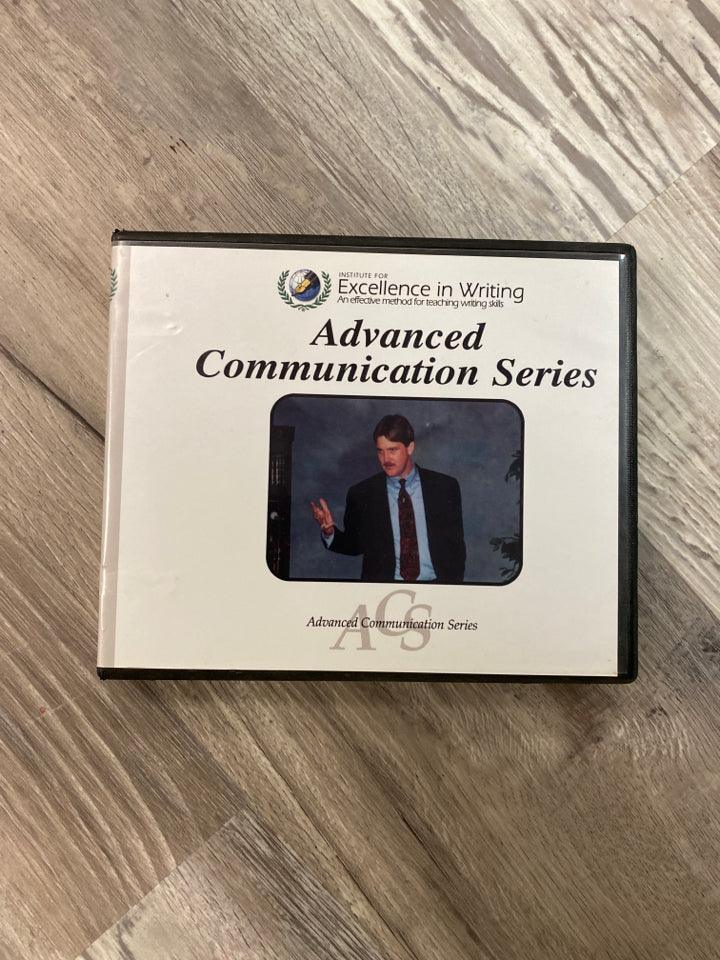 INSTITUTE FOR
Excellence in Writing
An effective method for teaching writing skills
Advanced
Communication Series
ACS
Advanced Communication Series